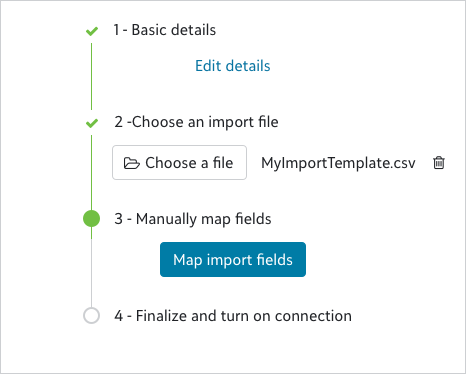 1 - Basic details
Edit details
2 -Choose an import file
Choose a file MyImportTemplate.csv
3 - Manually map fields
Map import fields
4 - Finalize and turn on connection